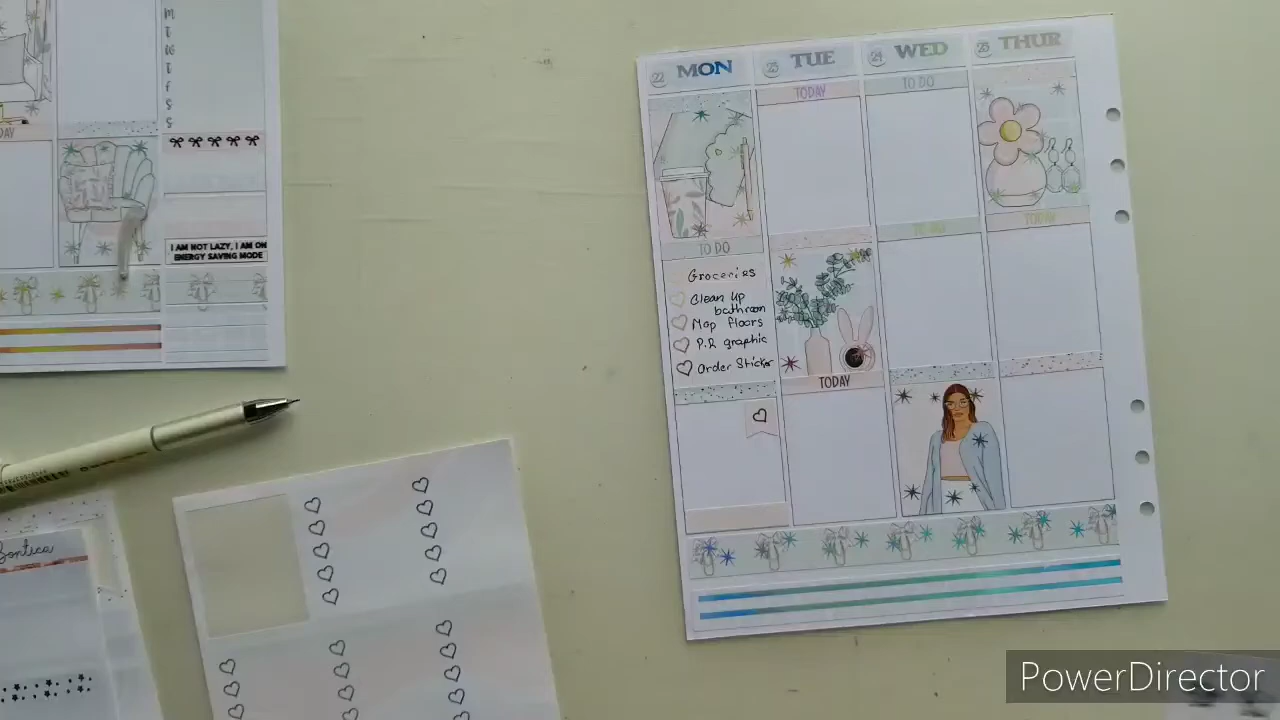 M
T
W
T
F
S
S
I AM NOT LAZY, I AM ON
ENERGY SAVING MODE
22 MON
23 TUE
24 WED
25 THUR
TODAY
TO DO
TO DO
TODAY
Groceries
Clean up
bathroom
Mop floors
P.R graphic
Order Sticker
TODAY
PowerDirector